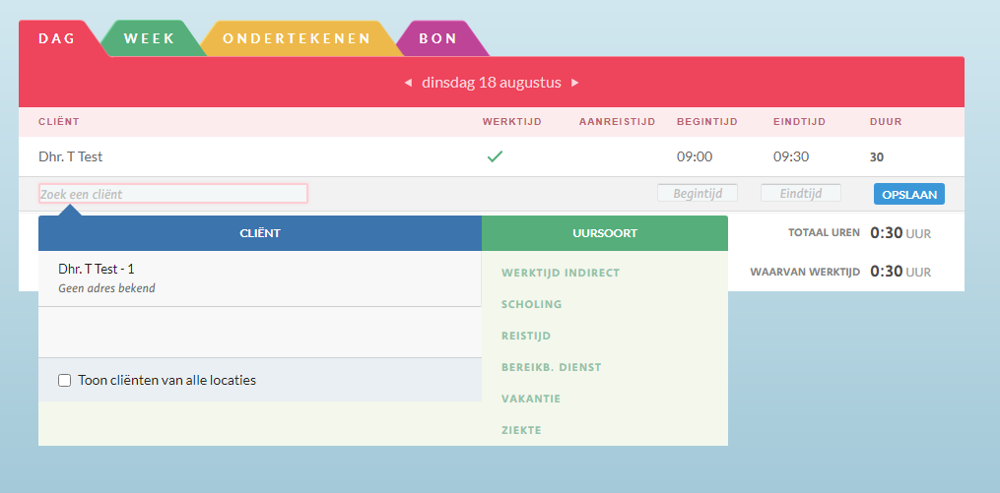 DAG WEEK ONDERTEKENEN BON
◄ dinsdag 18 augustus ►
CLIËNT WERKTIJD AANREISTIJD BEGINTIJD EINDTIJD DUUR
Dhr. T Test 09:00 09:30 30
Zoek een cliënt Begintijd Eindtijd OPSLAAN
CLIËNT URSOORT TOTAAL UREN 0:30 UUR
Dhr. T Test - 1 WERKTIJD INDIRECT WAARVAN WERKTIJD 0:30 UUR
Geen adres bekend
SCHOLING
REISTIJD
BEREIKB. DIENST
Toon cliënten van alle locaties
VAKANTIE
ZIEKTE